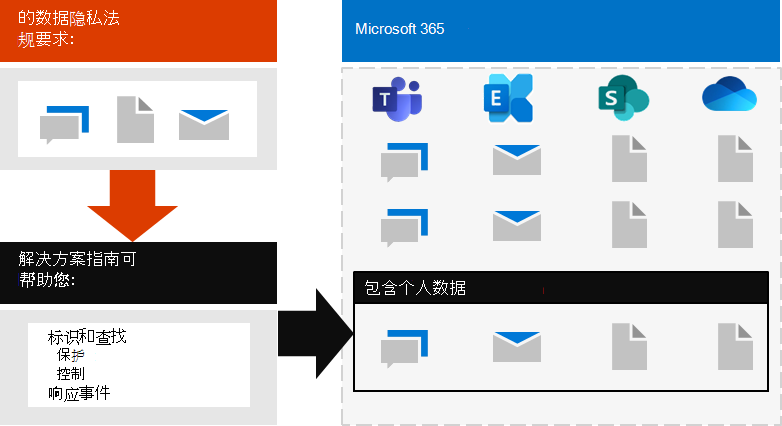 的数据隐私法
规要求:
Microsoft 365
T
E
S
解决方案指南可
帮助您:
包含个人数据
标识和查找
保护
控制
响应事件